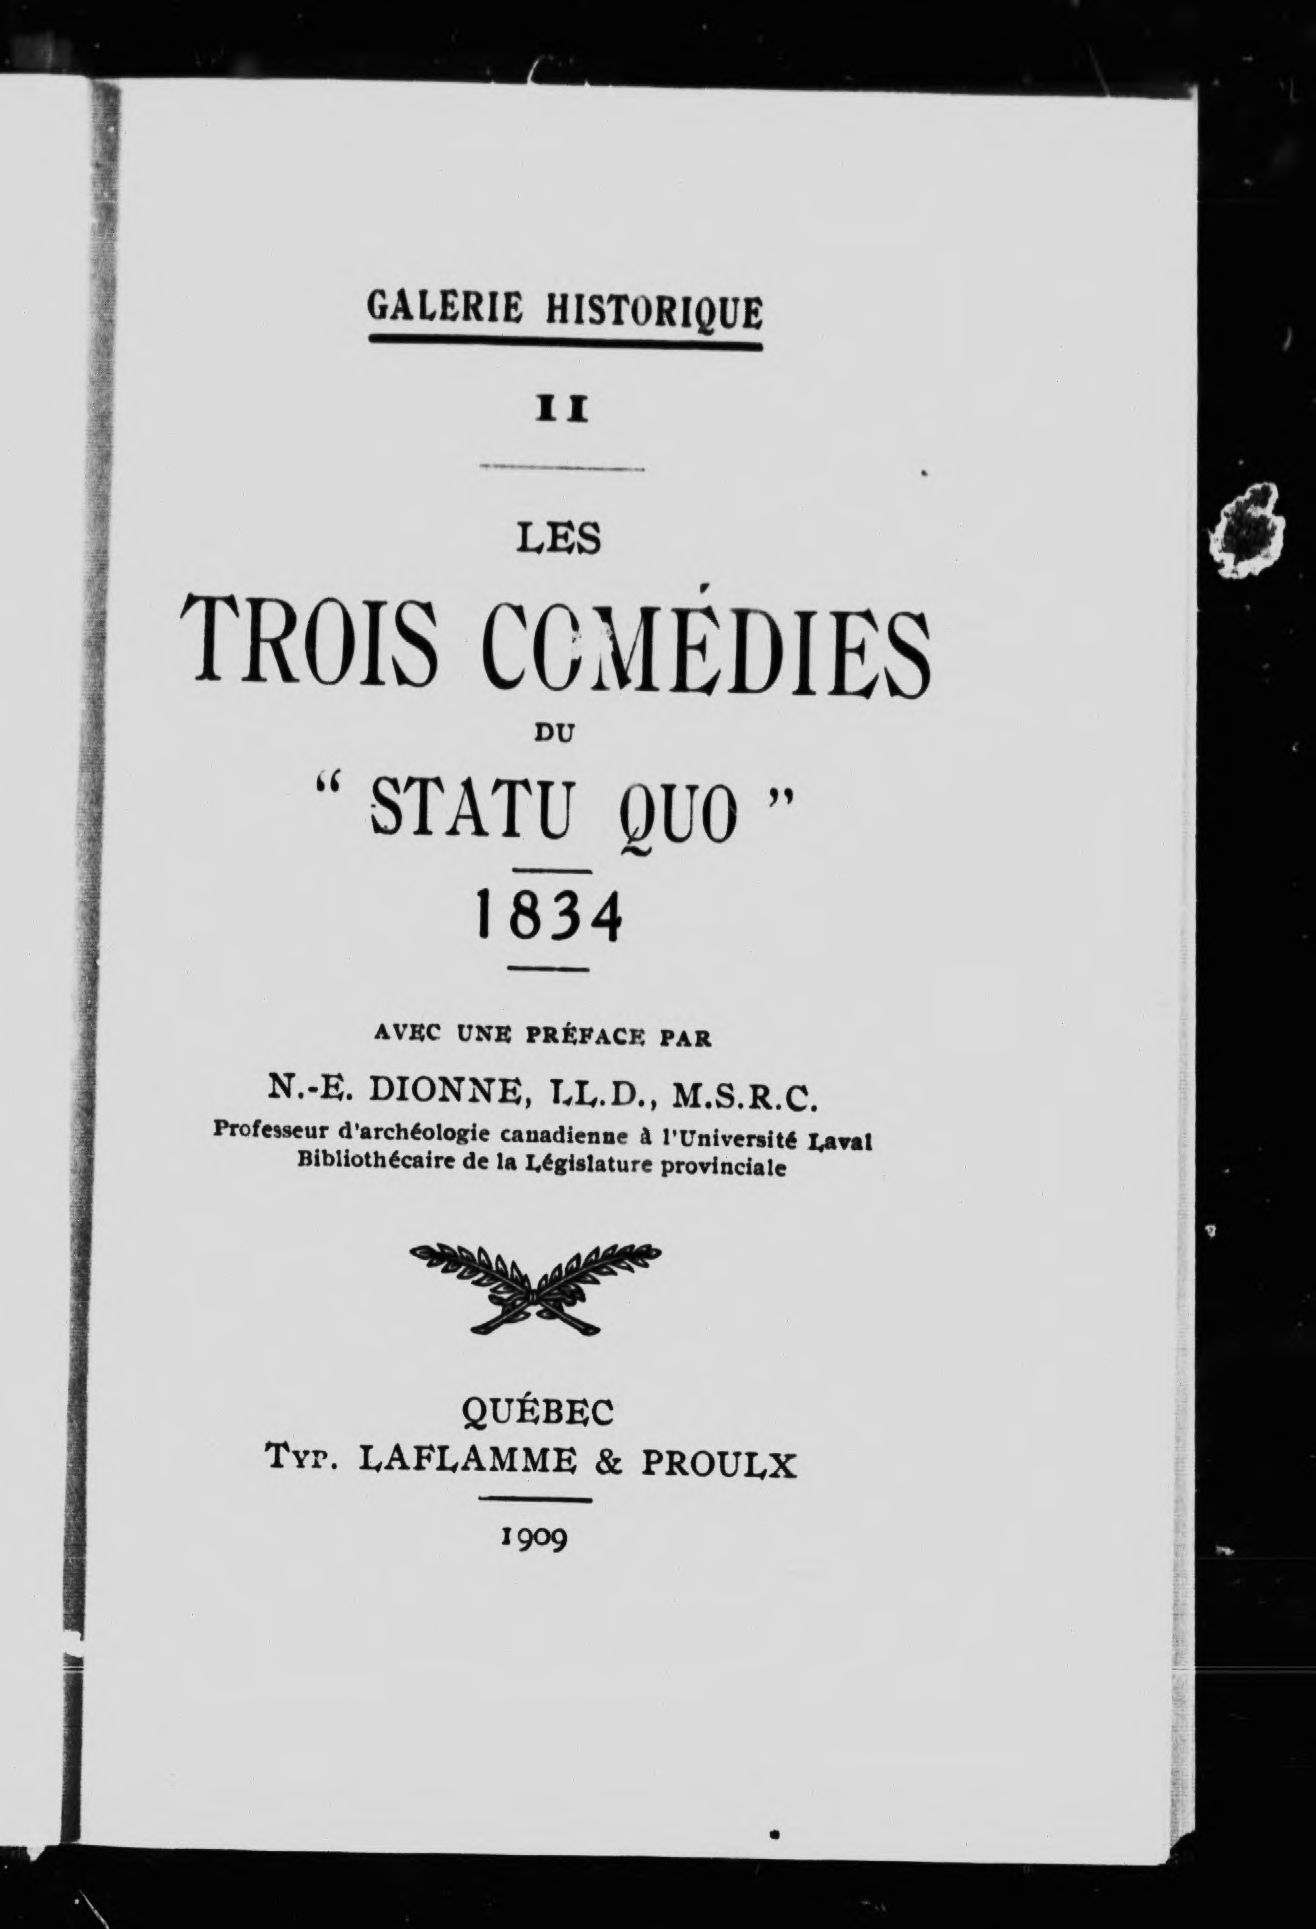 GALERIE HISTORIQUE
II
LES
TROIS COMÉDIES
DU
“ STATU QUO ”
1834
AVEC UNE PRÉFACE PAR
N.-E. DIONNE, LL.D., M.S.R.C.
Professeur d'archéologie canadienne à l'Université Laval
Bibliothécaire de la Législature provinciale
QUÉBEC
Typ. LAFLAMME & PROULX
1909